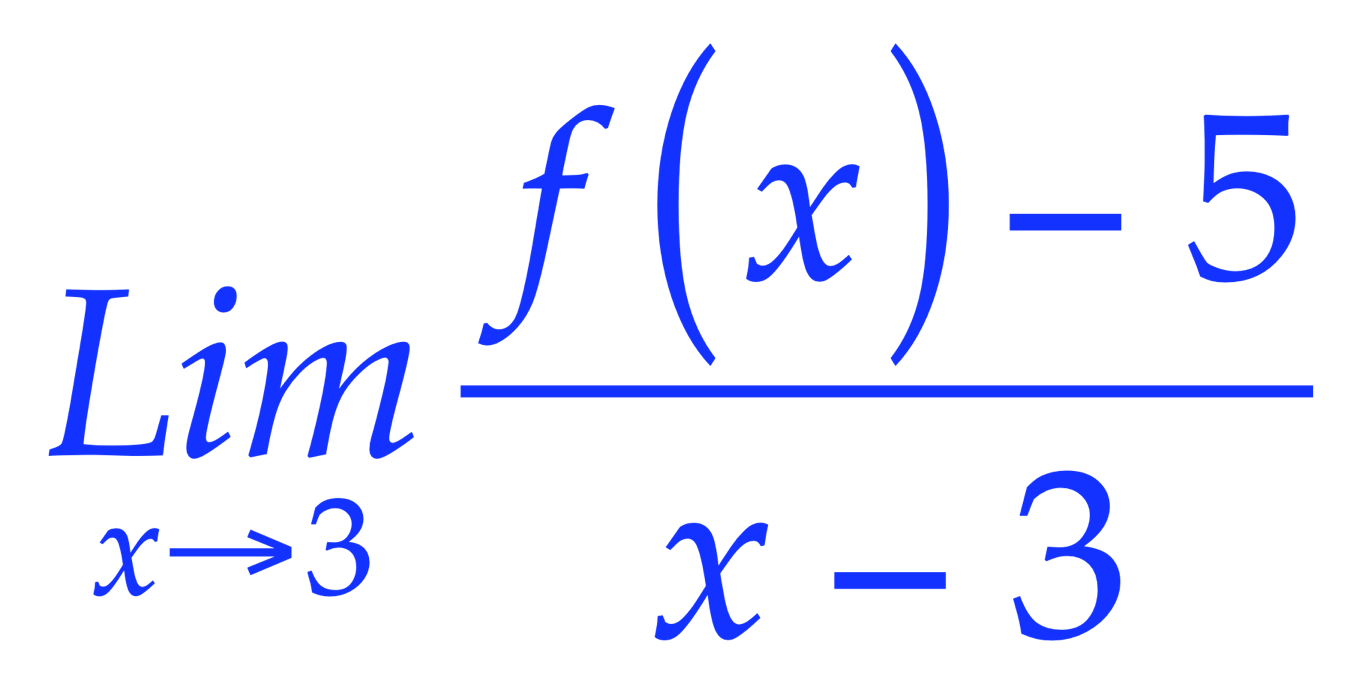 Lim f(x) – 5
x→3 x – 3